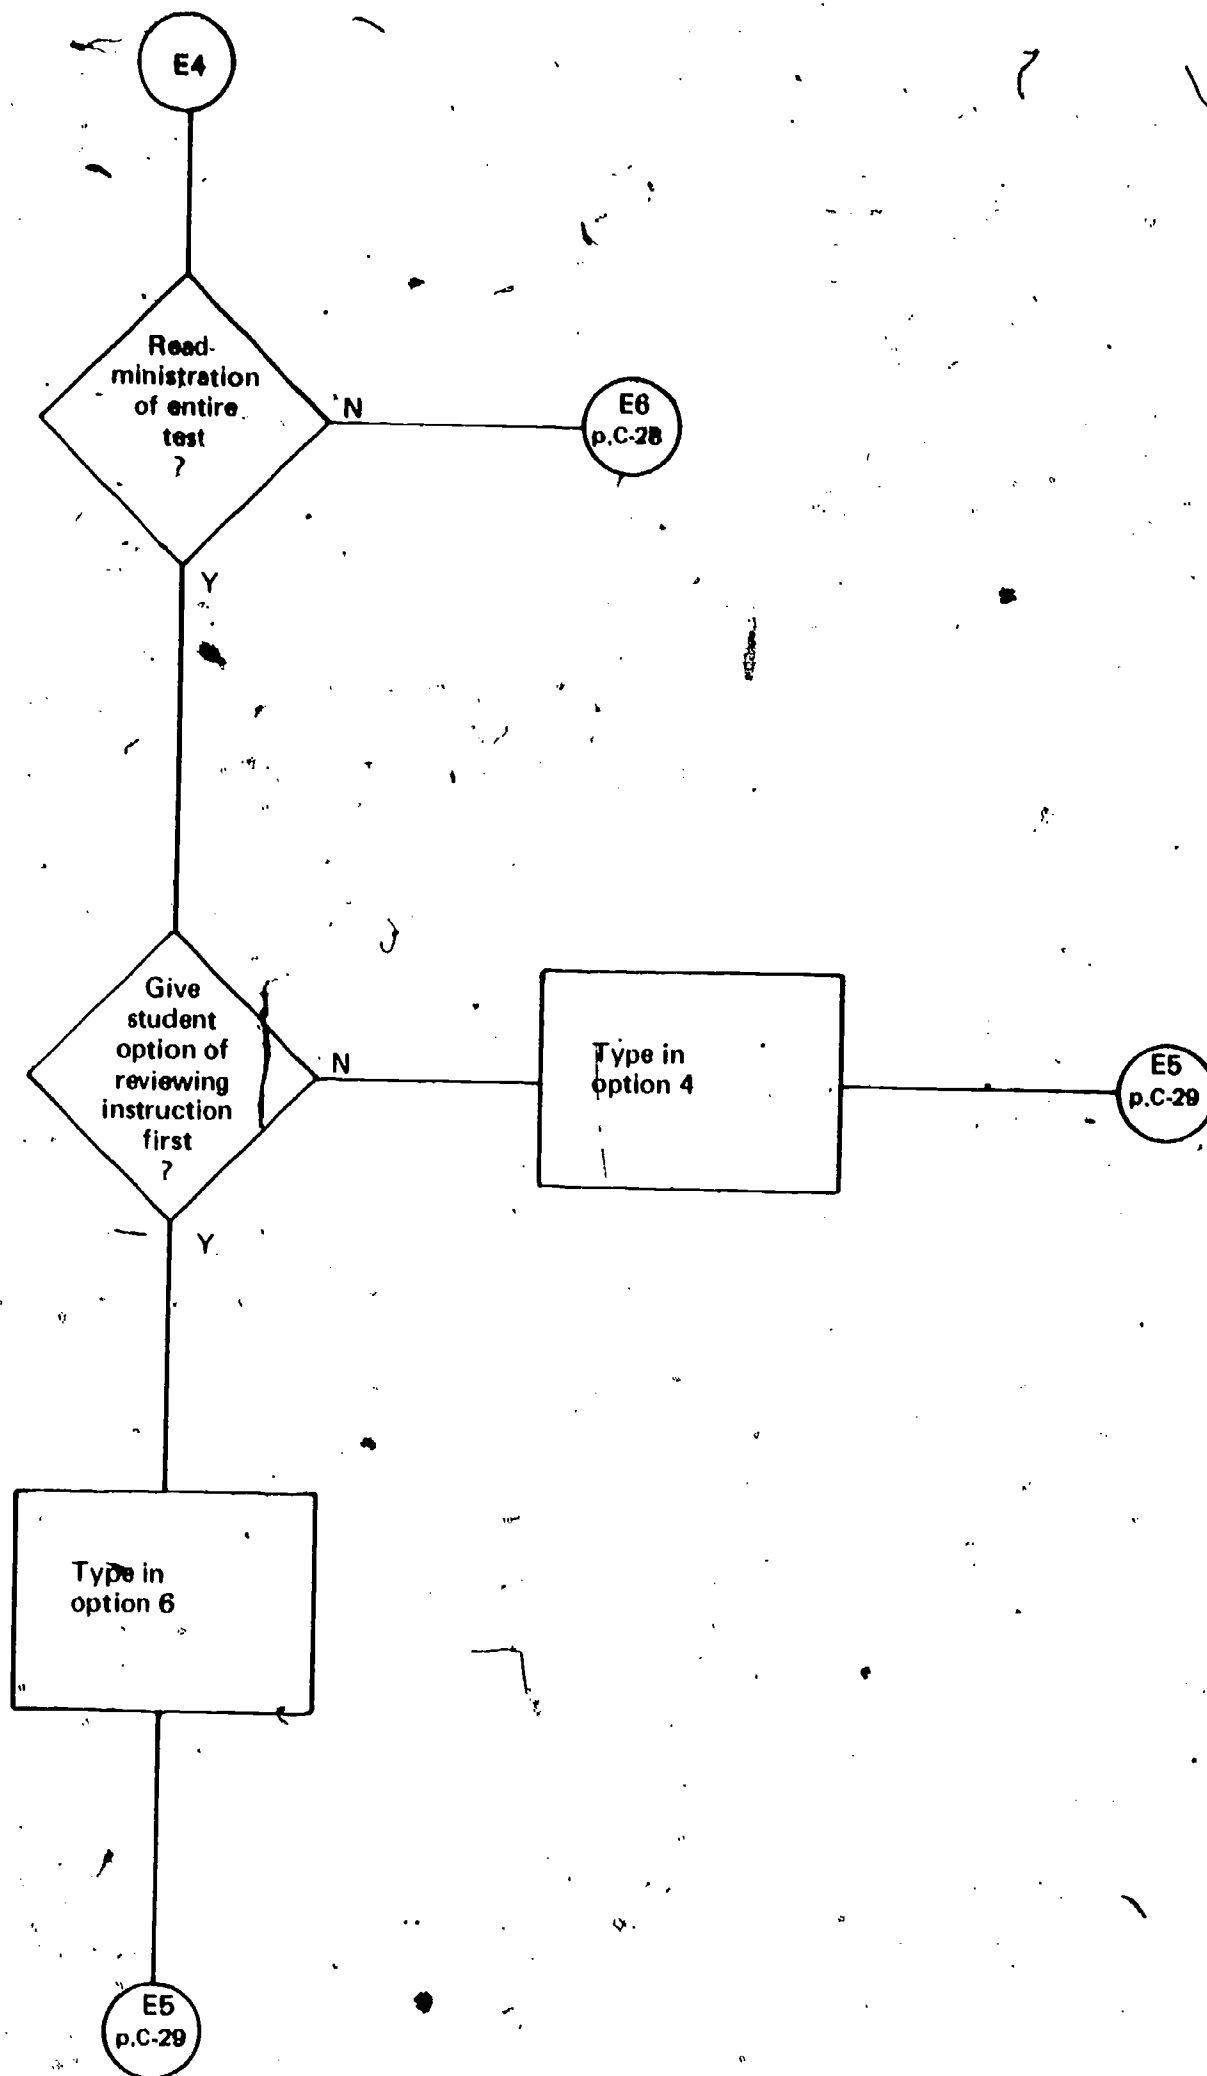 E4
Read-
ministration
of entire
test
?
N
E6
p.C-28
Y
Give
student
option of
reviewing
instruction
first
?
N
Type in
option 4
E5
p.C-29
Y
Type in
option 6
E5
p.C-29